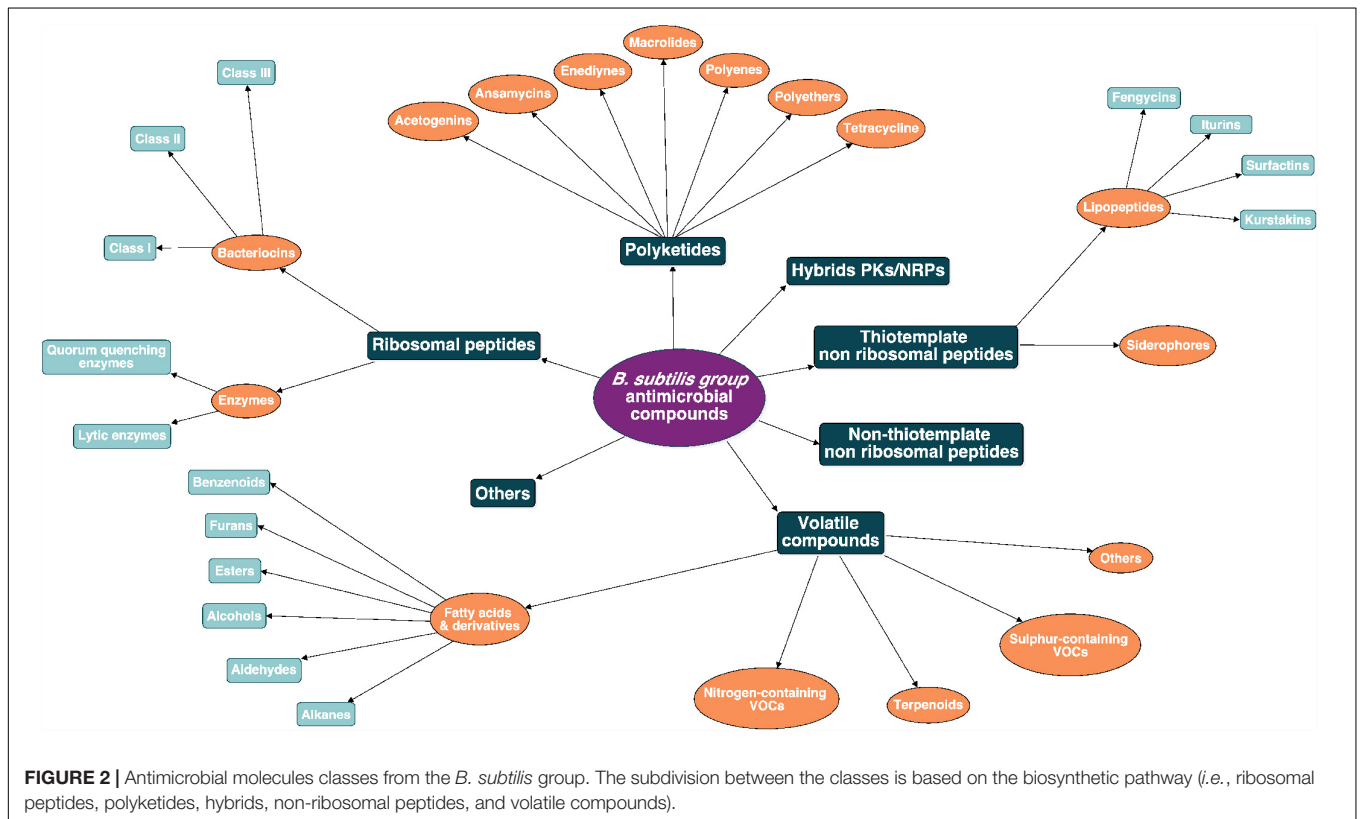 Macrolides
Enediynes
Polyenes
Ansamycins
Polyethers
Acetogenins
Tetracycline
Class III
Class II
Class I
Bacteriocins
Fengycins
Iturins
Surfactins
Kurstakins
Lipopeptides
Polyketides
Hybrids PKs/NRPs
Ribosomal peptides
Thiotemplate
non ribosomal peptides
Siderophores
Quorum quenching
enzymes
Enzymes
Lytic enzymes
B. subtilis group
antimicrobial
compounds
Non-thiotemplate
non ribosomal peptides
Others
Volatile
compounds
Benzenoids
Furans
Esters
Alcohols
Aldehydes
Alkanes
Fatty acids
& derivatives
Others
Sulphur-containing
VOCs
Nitrogen-containing
VOCs
Terpenoids
FIGURE 2 | Antimicrobial molecules classes from the B. subtilis group. The subdivision between the classes is based on the biosynthetic pathway (i.e., ribosomal
peptides, polyketides, hybrids, non-ribosomal peptides, and volatile compounds).